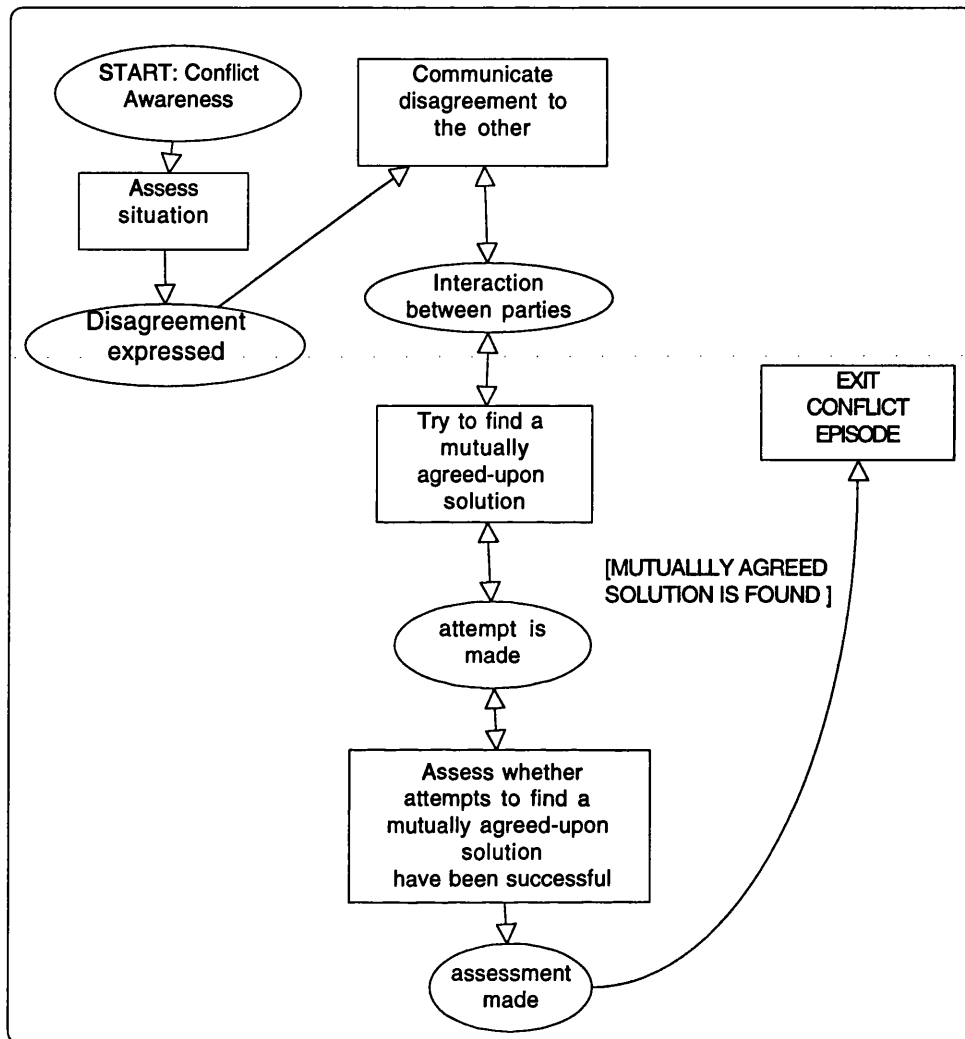 START: Conflict
Awareness
Assess
situation
Disagreement
expressed
Communicate
disagreement to
the other
Interaction
between parties
Try to find a
mutually
agreed-upon
solution
attempt is
made
Assess whether
attempts to find a
mutually agreed-upon
solution
have been successful
assessment
made
[MUTUALLLY AGREED
SOLUTION IS FOUND ]
EXIT
CONFLICT
EPISODE